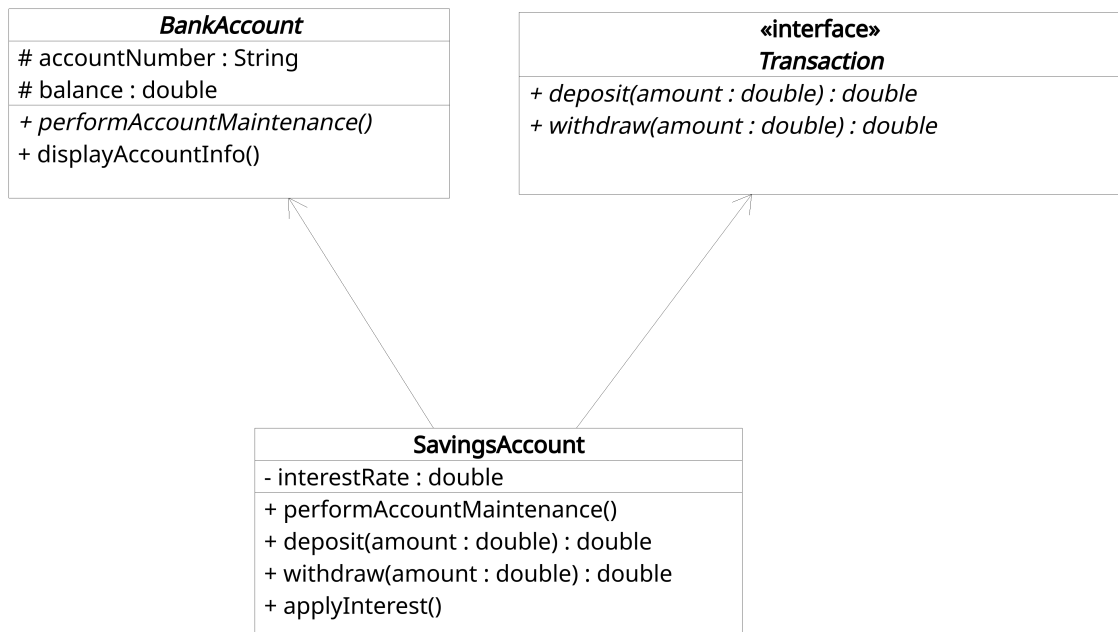 BankAccount
# accountNumber : String
# balance : double
+ performAccountMaintenance()
+ displayAccountInfo()
«interface»
Transaction
+ deposit(amount : double) : double
+ withdraw(amount : double) : double
SavingsAccount
- interestRate : double
+ performAccountMaintenance()
+ deposit(amount : double) : double
+ withdraw(amount : double) : double
+ applyInterest()